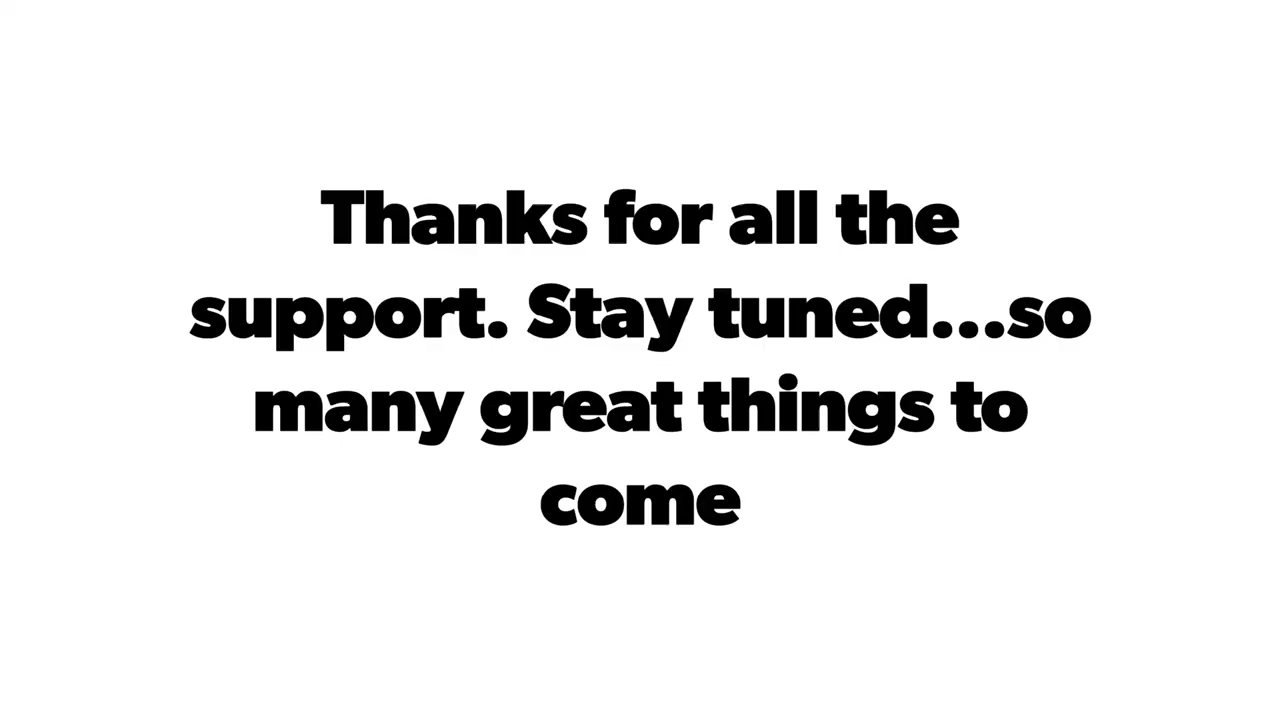 Thanks for all the
support. Stay tuned...so
many great things to
come